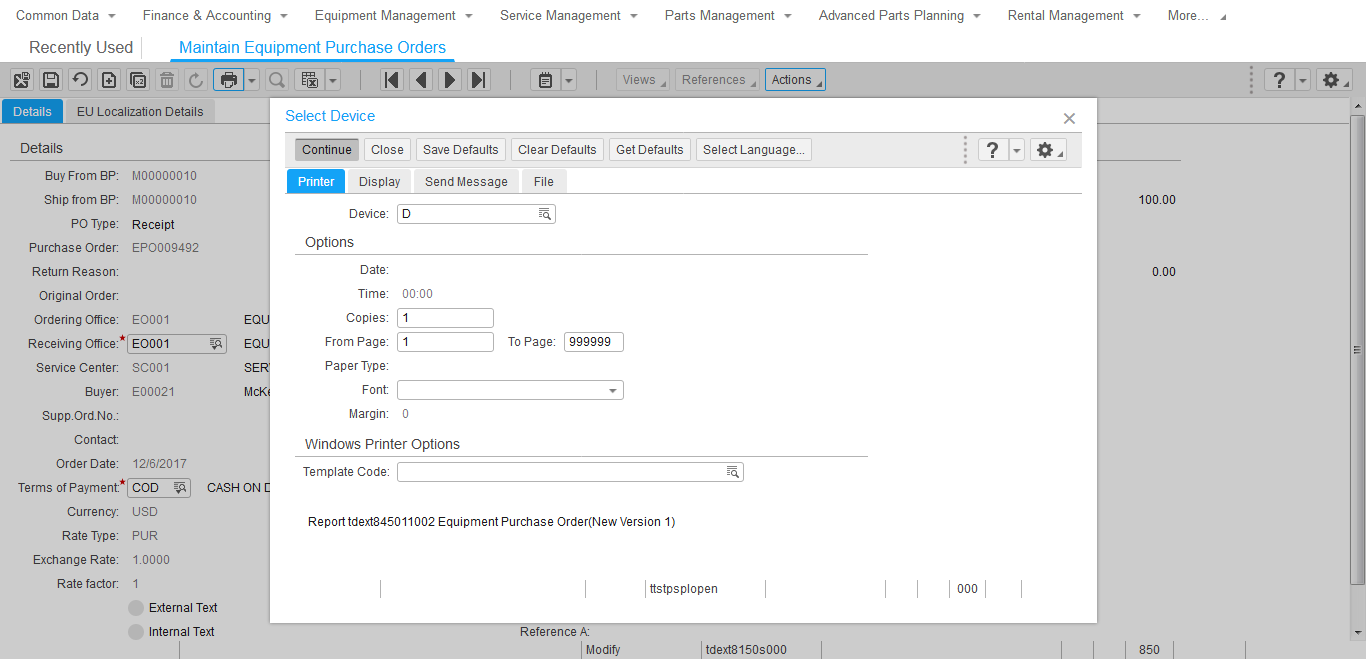 Common Data Finance & Accounting Equipment Management Service Management Parts Management Advanced Parts Planning Rental Management More...
Recently Used Maintain Equipment Purchase Orders
Views References Actions
Details EU Localization Details
Details
Buy From BP: M00000010
Ship from BP: M00000010 100.00
PO Type: Receipt
Purchase Order: EPO009492
Return Reason: 0.00
Original Order:
Ordering Office: EO001 EQU
Receiving Office:* EO001 EQU
Service Center: SC001 SER
Buyer: E00021 McKe
Supp.Ord.No.:
Contact:
Order Date: 12/6/2017
Terms of Payment:* COD CASH ON D
Currency: USD
Rate Type: PUR
Exchange Rate: 1.0000
Rate factor: 1
External Text
Internal Text Reference A:
Modify tdext8150s000 850
Select Device
Continue Close Save Defaults Clear Defaults Get Defaults Select Language...
Printer Display Send Message File
Device: D
Options
Date:
Time: 00:00
Copies: 1
From Page: 1 To Page: 999999
Paper Type:
Font:
Margin: 0
Windows Printer Options
Template Code:
Report tdext845011002 Equipment Purchase Order(New Version 1)
ttstpsplopen 000